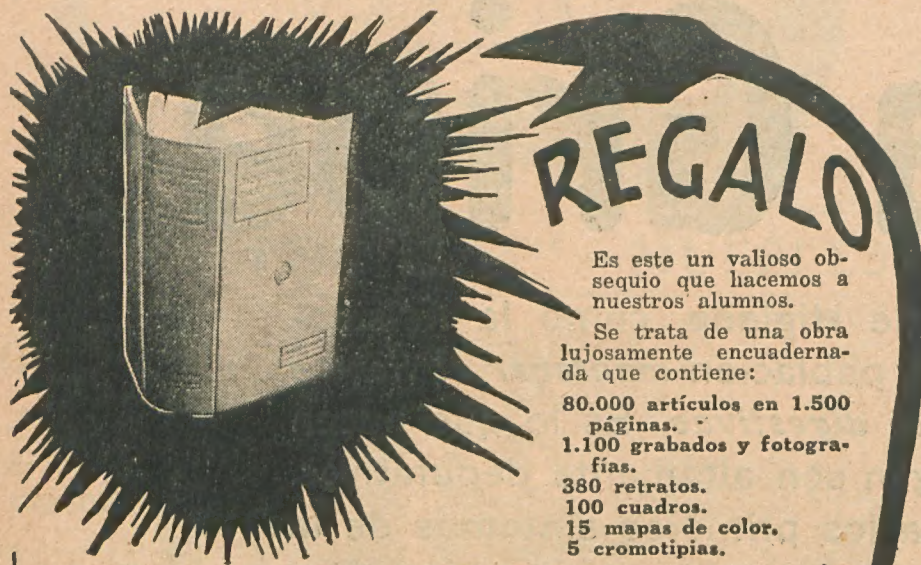 REGALO
Es este un valioso ob-
sequio que hacemos a
nuestros alumnos.
Se trata de una obra
lujosamente encuaderna-
da que contiene:
80.000 artículos en 1.500
páginas.
1.100 grabados y fotogra-
fías.
380 retratos.
100 cuadros.
15 mapas de color.
5 cromotipias.